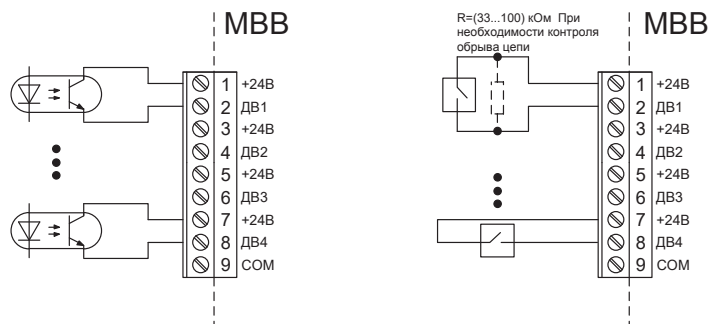 МВВ
1 +24В
2 ДВ1
3 +24В
4 ДВ2
5 +24В
6 ДВ3
7 +24В
8 ДВ4
9 COM
R=(33...100) кОм При
необходимости контроля
обрыва цепи
МВВ
1 +24В
2 ДВ1
3 +24В
4 ДВ2
5 +24В
6 ДВ3
7 +24В
8 ДВ4
9 COM